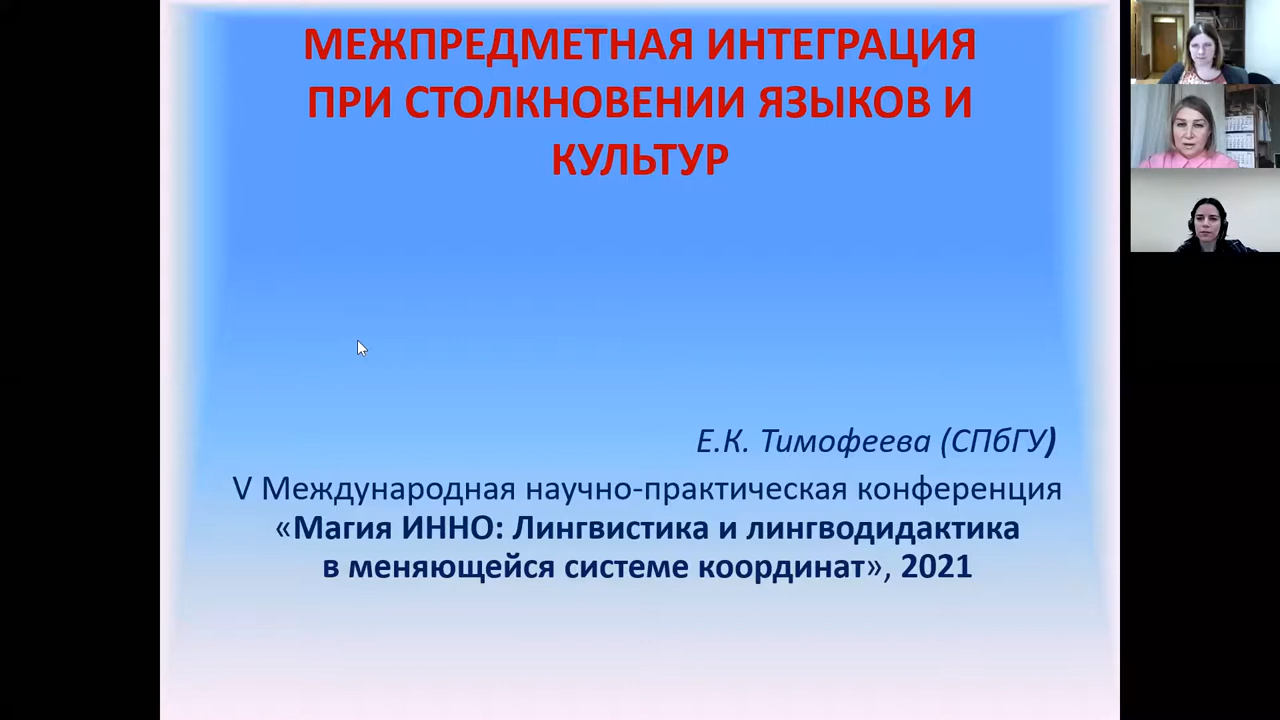 МЕЖПРЕДМЕТНАЯ ИНТЕГРАЦИЯ
ПРИ СТОЛКНОВЕНИИ ЯЗЫКОВ И
КУЛЬТУР
Е.К. Тимофеева (СПбГУ)
V Международная научно-практическая конференция
«Магия ИННО: Лингвистика и лингводидактика
в меняющейся системе координат», 2021